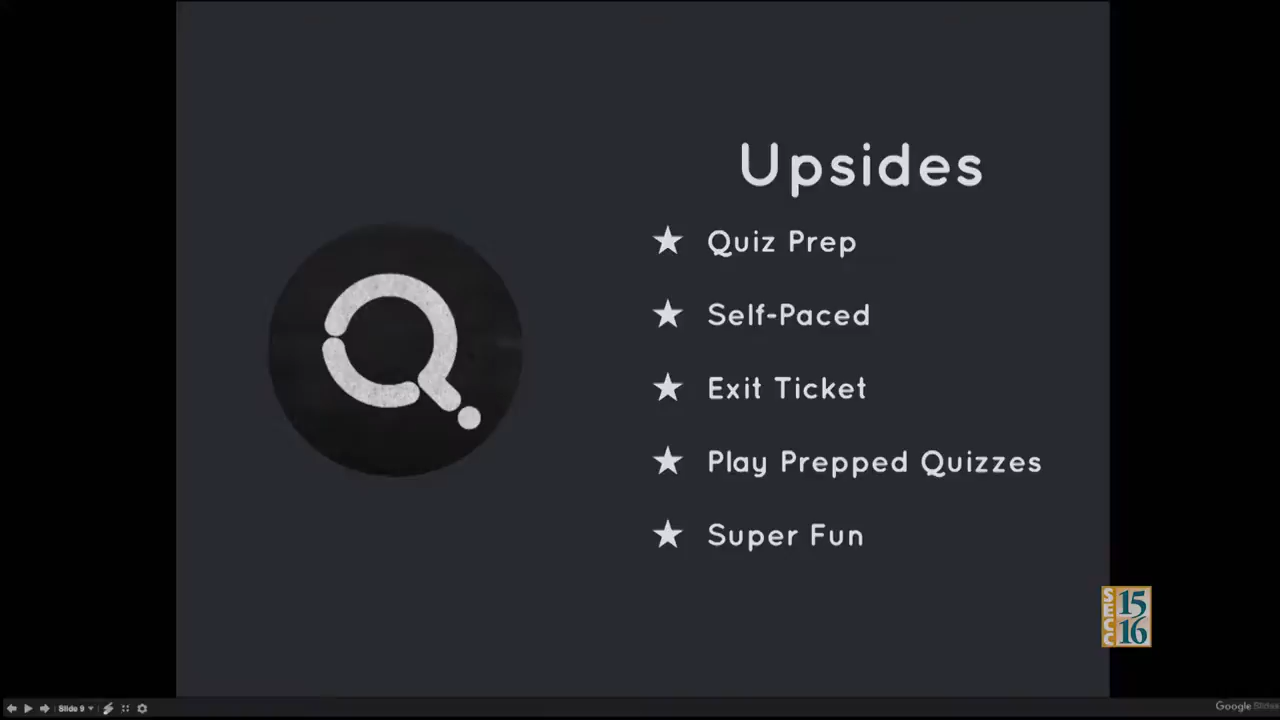 Upsides
★ Quiz Prep
★ Self-Paced
★ Exit Ticket
★ Play Prepped Quizzes
★ Super Fun
SECC
15
16
Slide 9
Google Slides